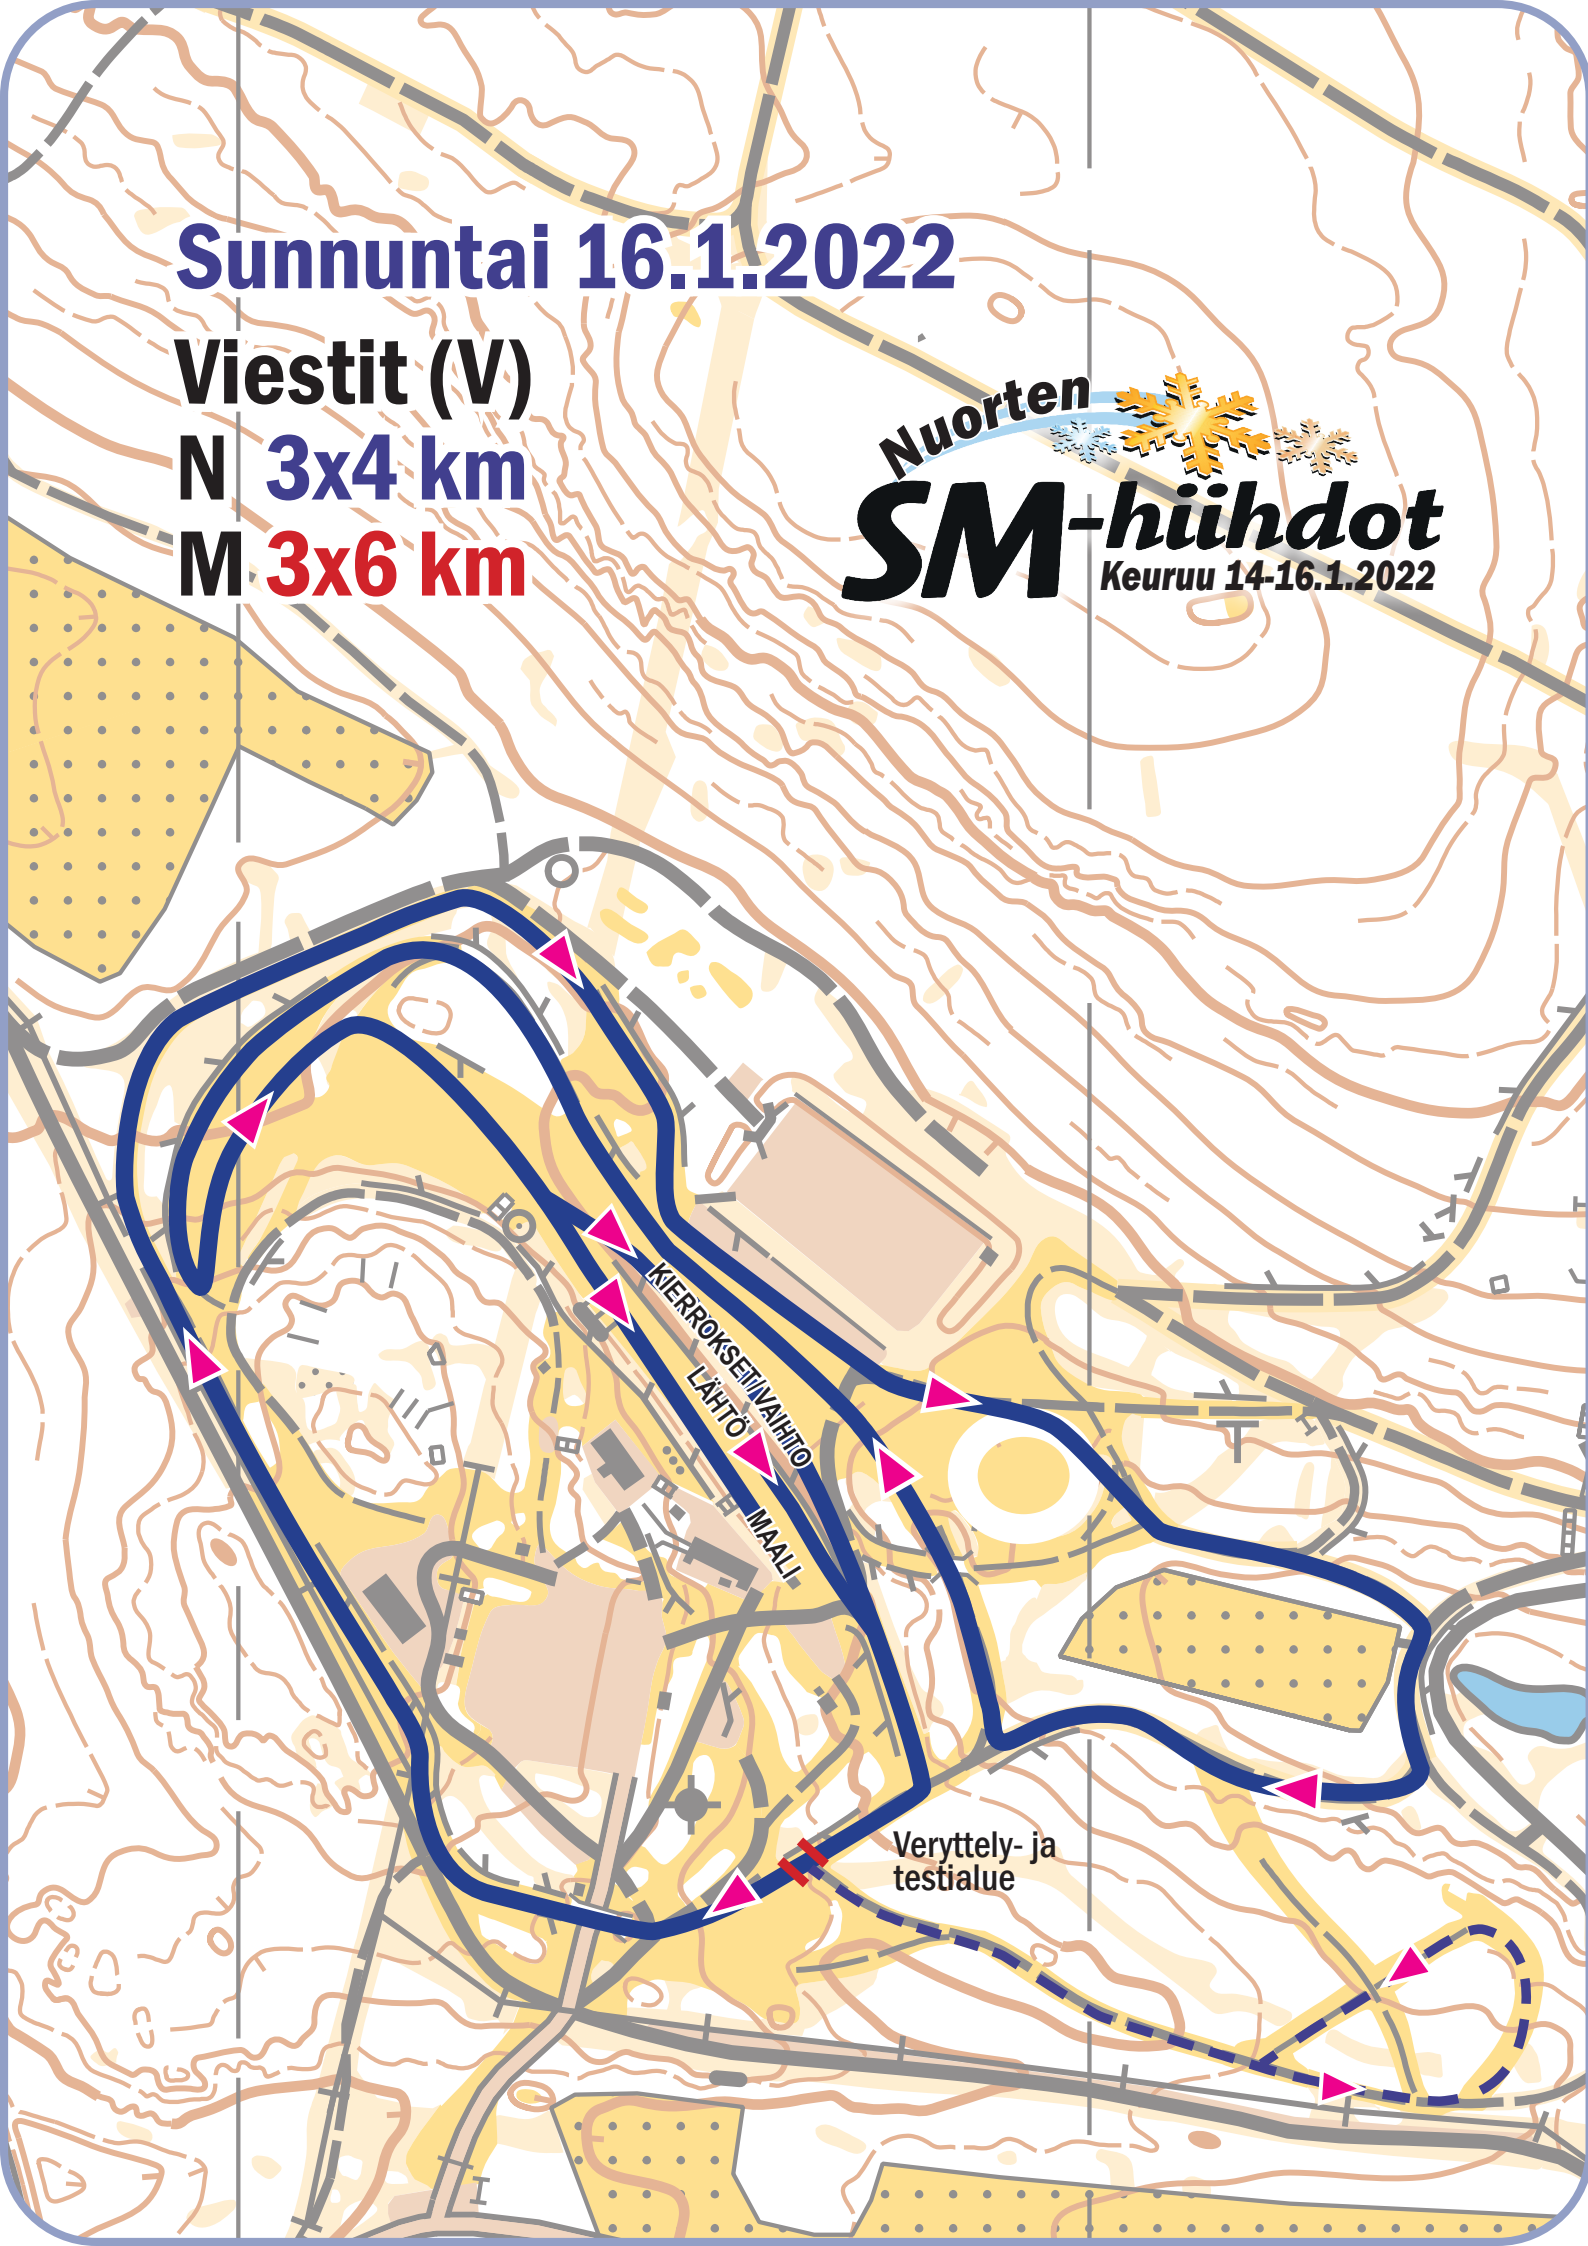 Sunnuntai 16.1.2022
Viestit (V)
N 3x4 km
M 3x6 km
Nuorten
SM-hiihdot
Keuruu 14-16.1.2022
KIERROKSET/VAIHTO
LÄHTÖ
MAALI
Veryttely- ja
testialue